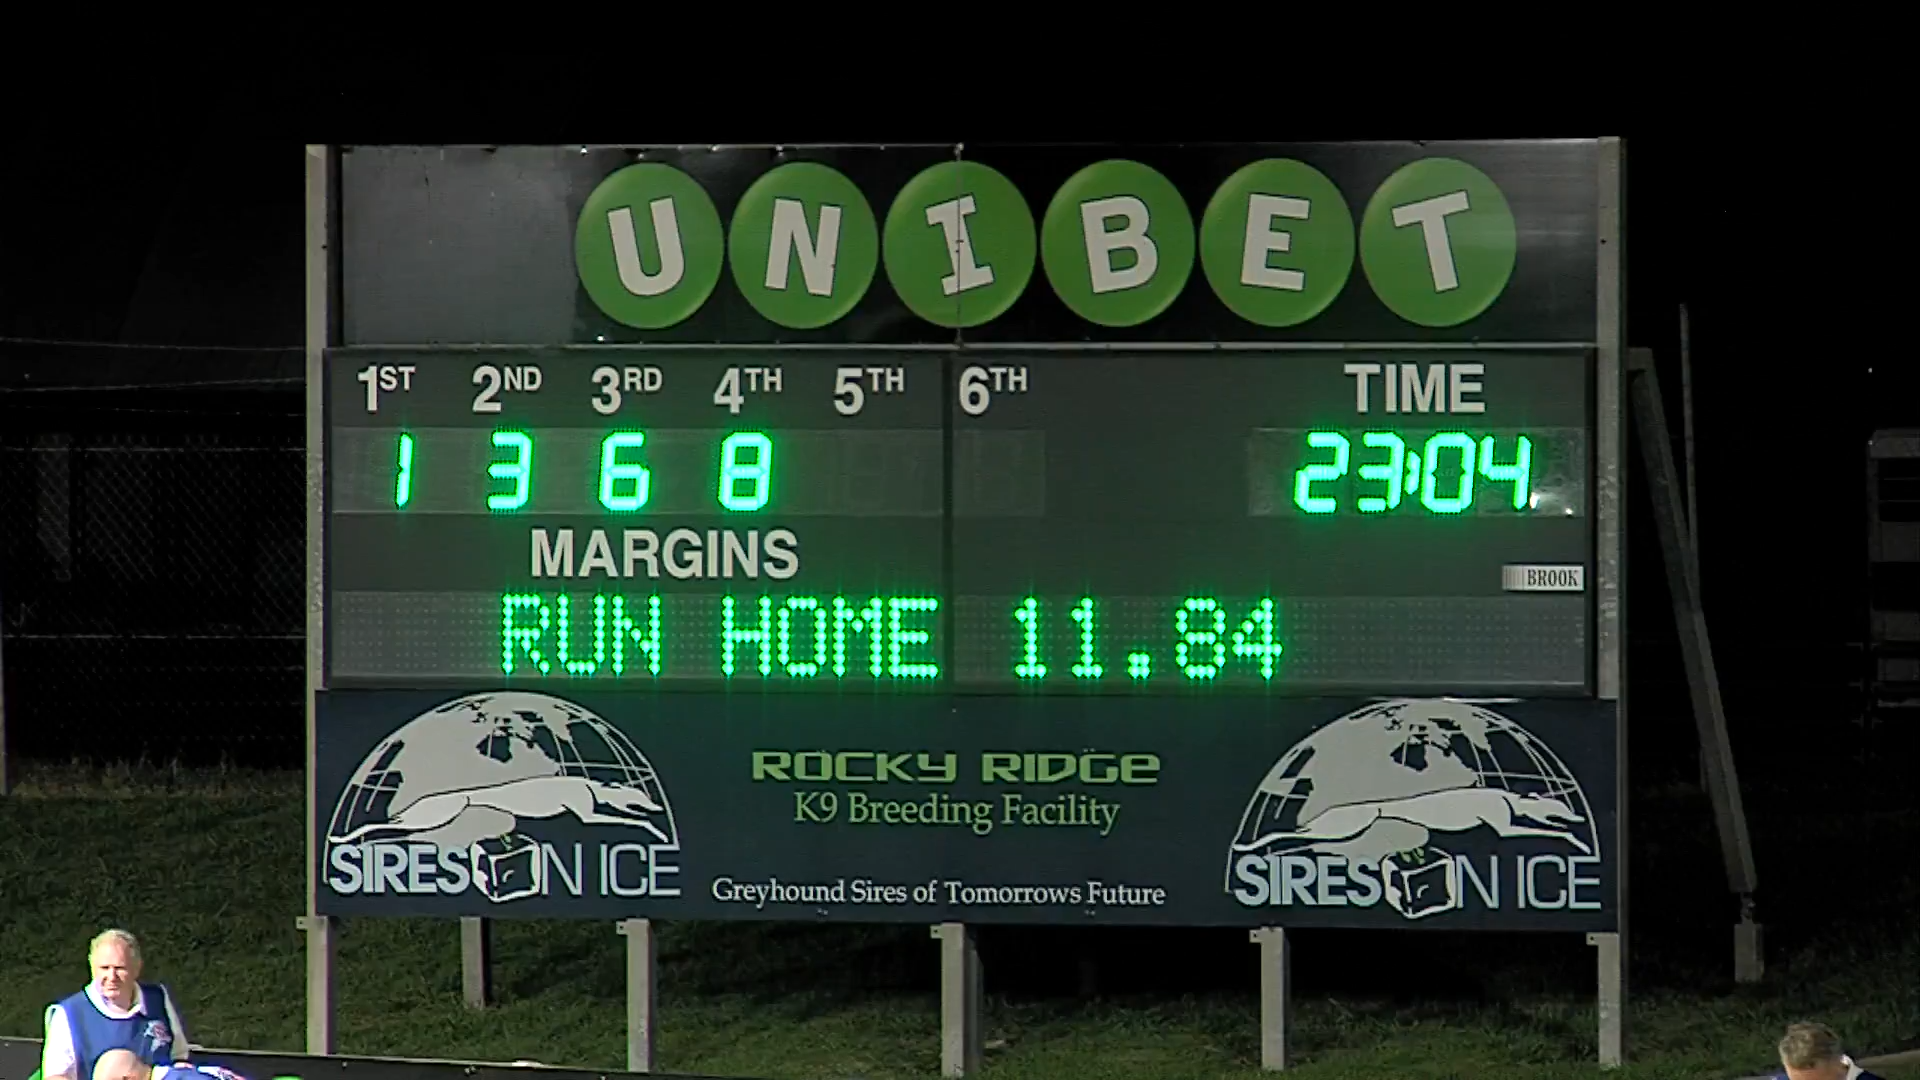 UNIBET
1ST 2ND 3RD 4TH 5TH 6TH TIME
1 3 6 8 23:04
MARGINS
BROOK
RUN HOME 11.84
ROCKY RIDGE
K9 Breeding Facility
SIRES ON ICE
Greyhound Sires of Tomorrows Future
SIRES ON ICE